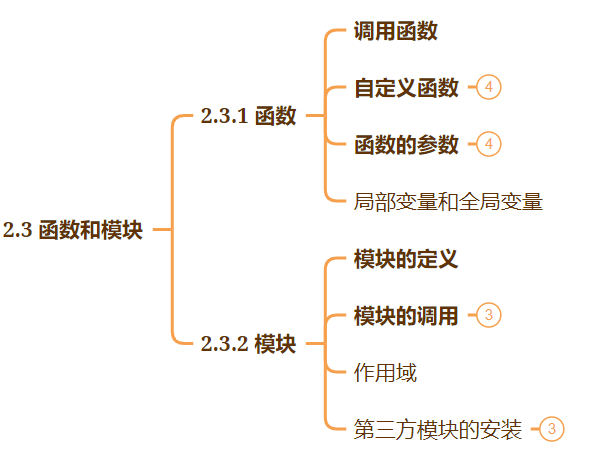 调用函数
自定义函数 4
2.3.1 函数
函数的参数 4
局部变量和全局变量
2.3 函数和模块
模块的定义
模块的调用 3
2.3.2 模块
作用域
第三方模块的安装 3